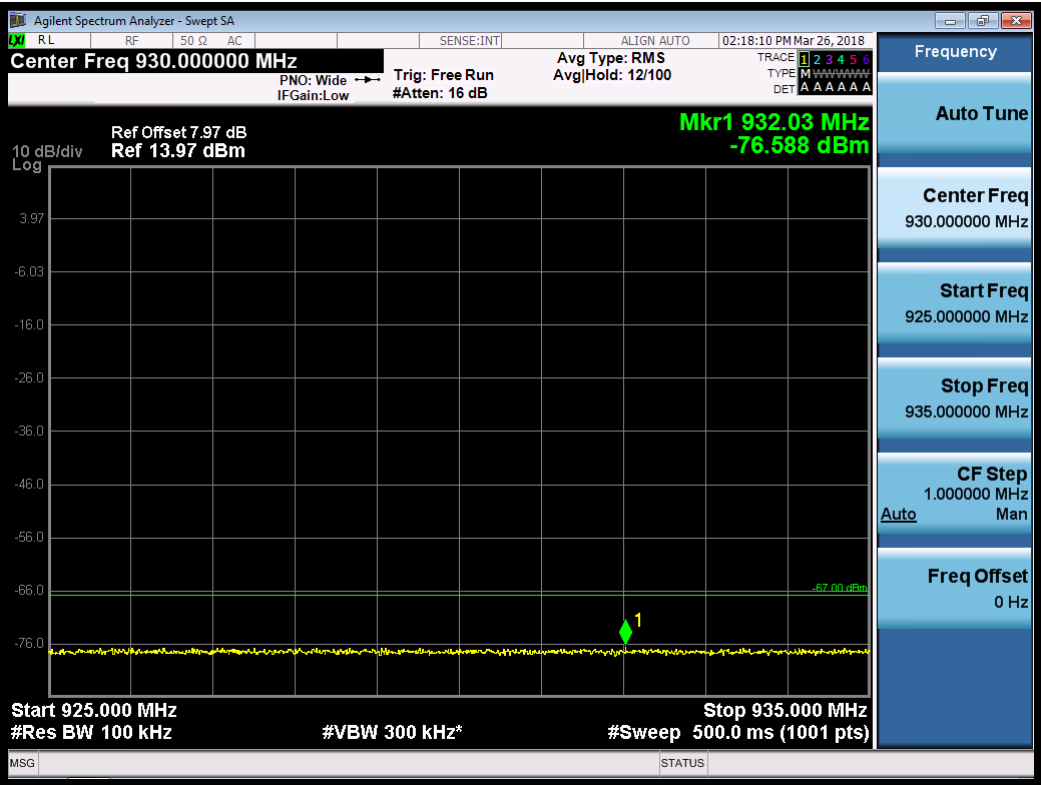 Agilent Spectrum Analyzer - Swept SA
LXI RL RF 50 Ω AC SENSE:INT ALIGN AUTO 02:18:10 PM Mar 26, 2018
Center Freq 930.000000 MHz
PNO: Wide
IFGain:Low
Trig: Free Run
#Atten: 16 dB
Avg Type: RMS
Avg|Hold: 12/100
TRACE 1 2 3 4 5 6
TYPE M WWWWW
DET A A A A A A
Mkr1 932.03 MHz
-76.588 dBm
Ref Offset 7.97 dB
10 dB/div Ref 13.97 dBm
Log
3.97
-6.03
-16.0
-26.0
-36.0
-46.0
-56.0
-66.0
-67.00 dBm
1
-76.0
Start 925.000 MHz Stop 935.000 MHz
#Res BW 100 kHz #VBW 300 kHz* #Sweep 500.0 ms (1001 pts)
MSG STATUS
Frequency
Auto Tune
Center Freq
930.000000 MHz
Start Freq
925.000000 MHz
Stop Freq
935.000000 MHz
CF Step
1.000000 MHz
Auto Man
Freq Offset
0 Hz